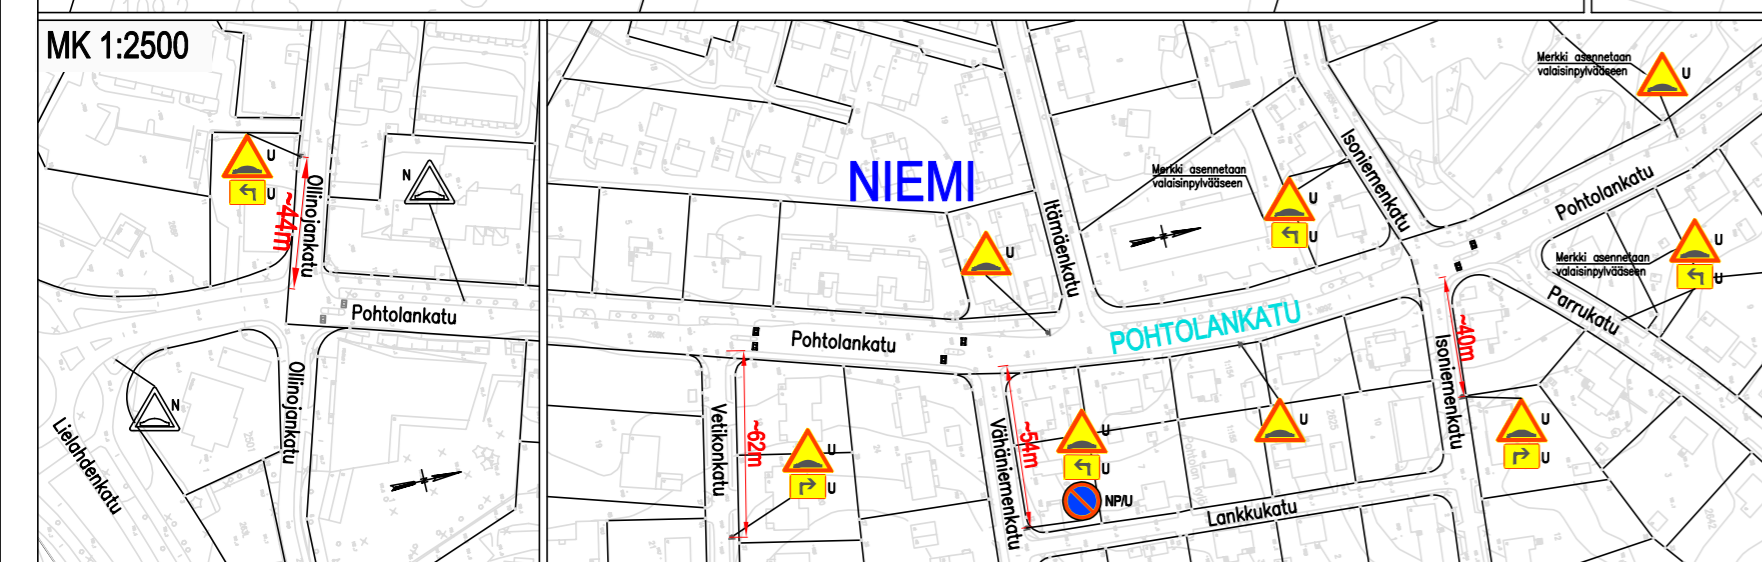 MK 1:2500
U
U
~44m
Ollinojankatu
N
Pohtolankatu
Ollinojankatu
N
Lielahdenkatu
NIEMI
U
Itämäenkatu
Merkki asennetaan
valaisinpylvääseen
U
U
Isoniemenkatu
Merkki asennetaan
valaisinpylvääseen
U
Pohtolankatu
Merkki asennetaan
valaisinpylvääseen
U
U
Parrukatu
Pohtolankatu
POHTOLANKATU
Vetikonkatu
~62m
U
U
Vähäniemenkatu
~54m
U
U
NP/U
U
Isoniemenkatu
~40m
U
U
Lankkukatu